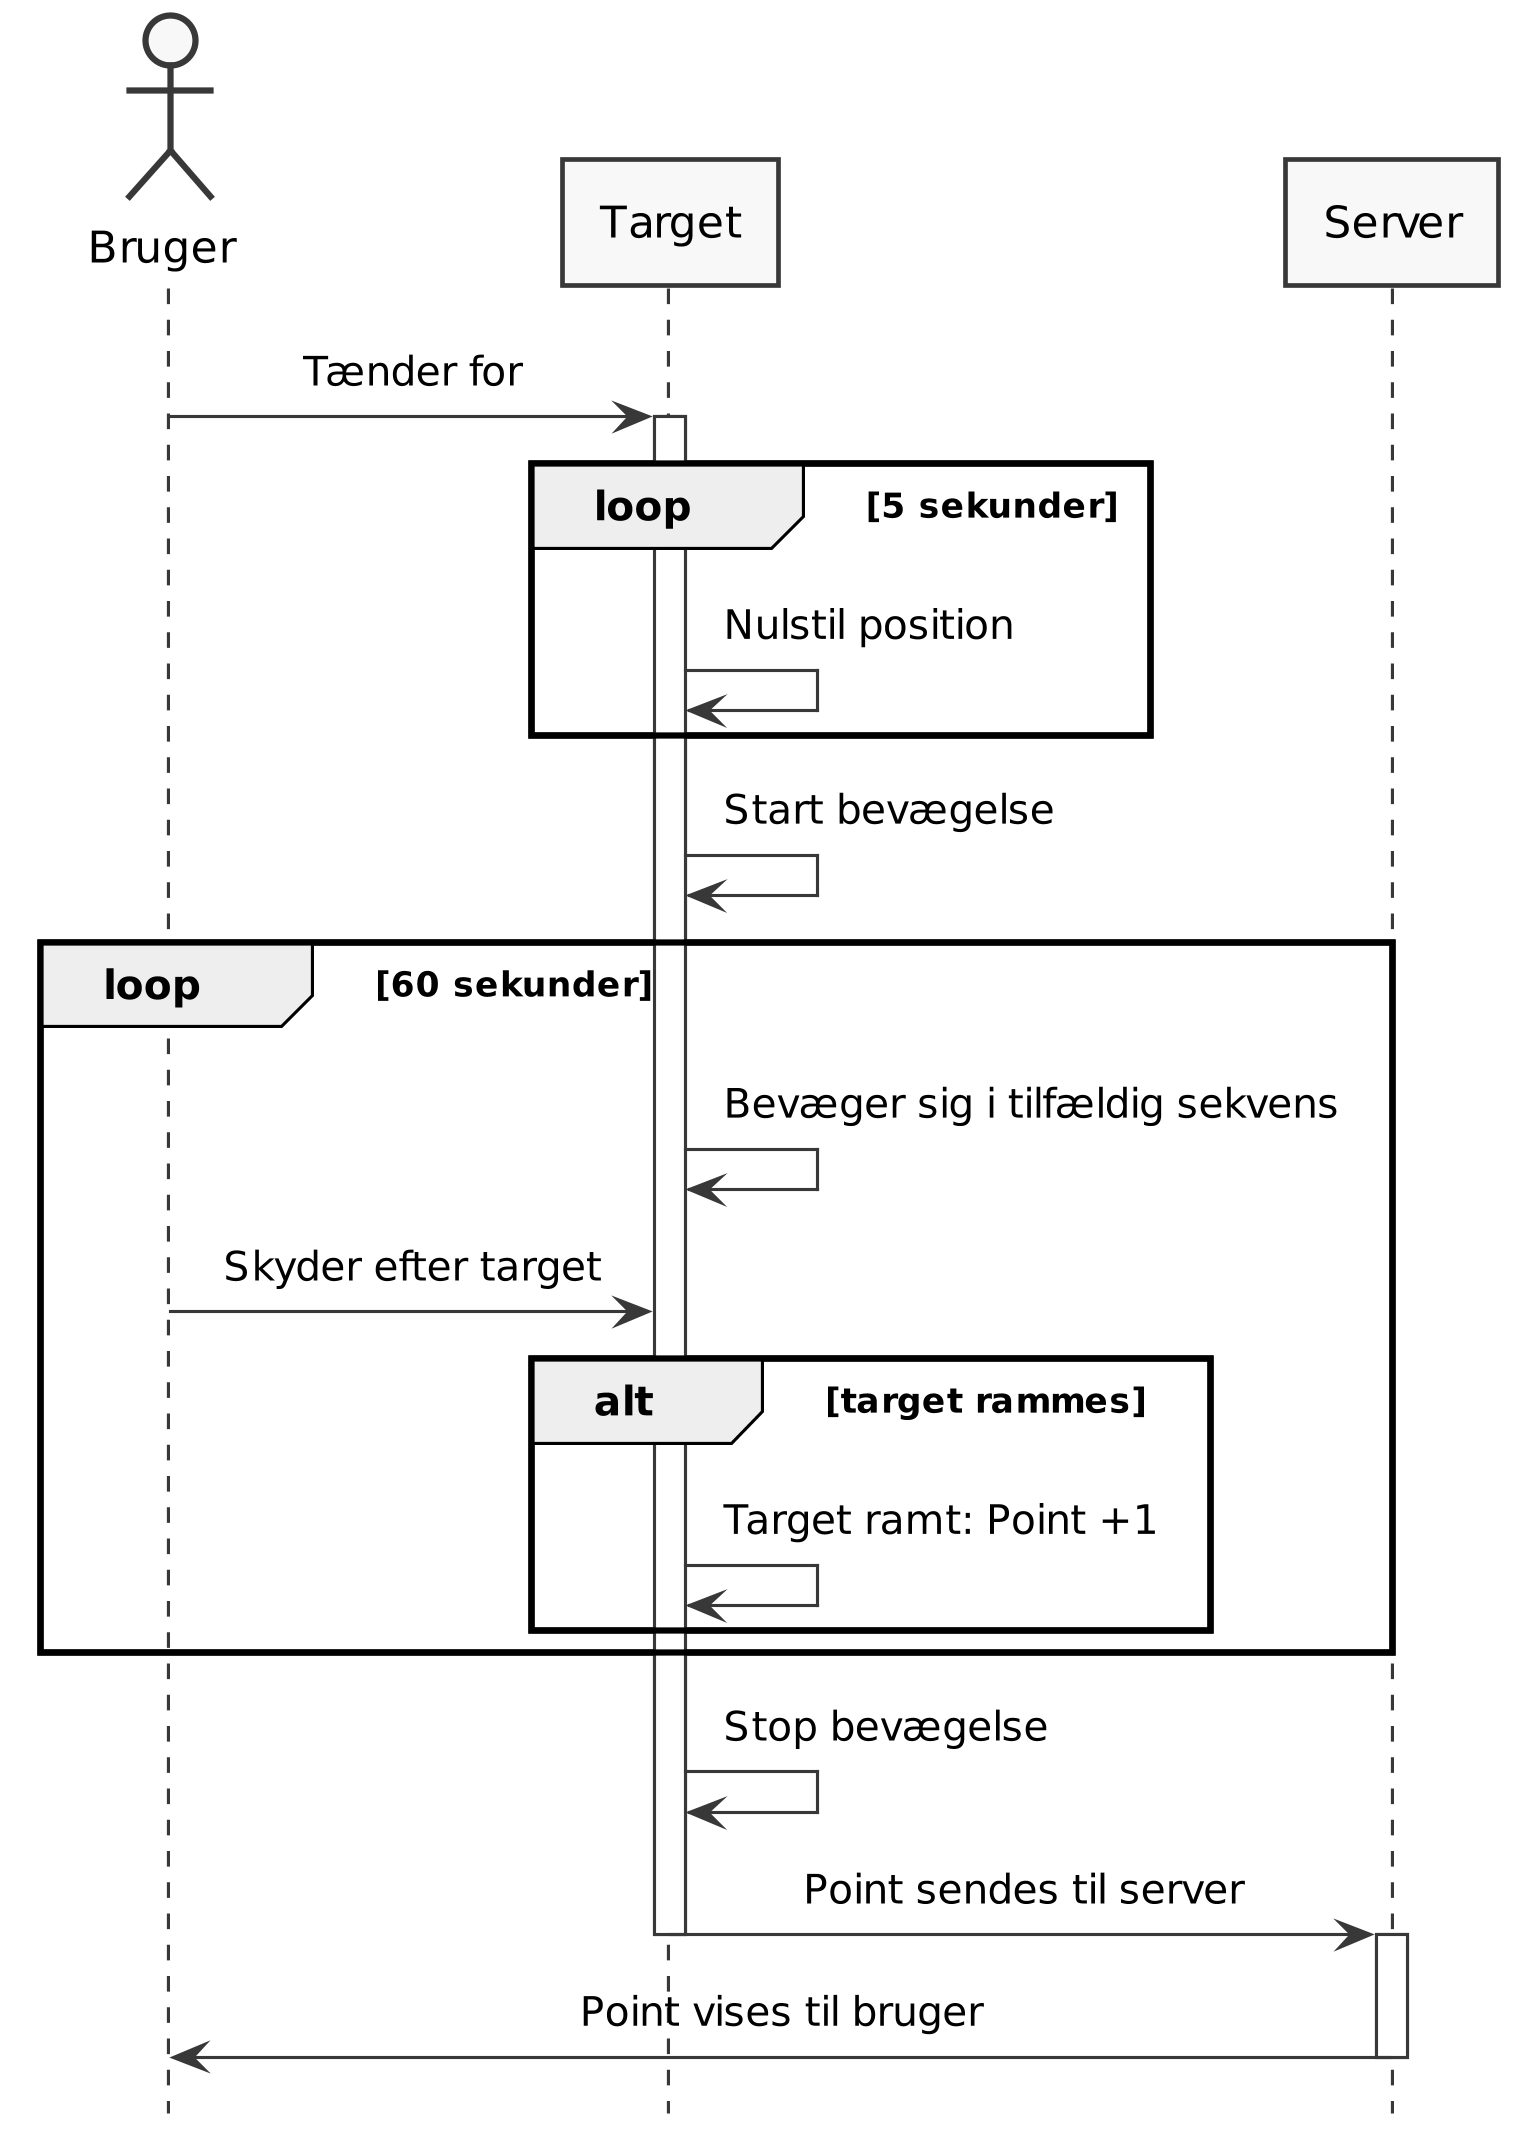 Bruger
Target
Server
Tænder for
loop
[5 sekunder]
Nulstil position
Start bevægelse
loop
[60 sekunder]
Bevæger sig i tilfældig sekvens
Skyder efter target
alt
[target rammes]
Target ramt: Point +1
Stop bevægelse
Point sendes til server
Point vises til bruger